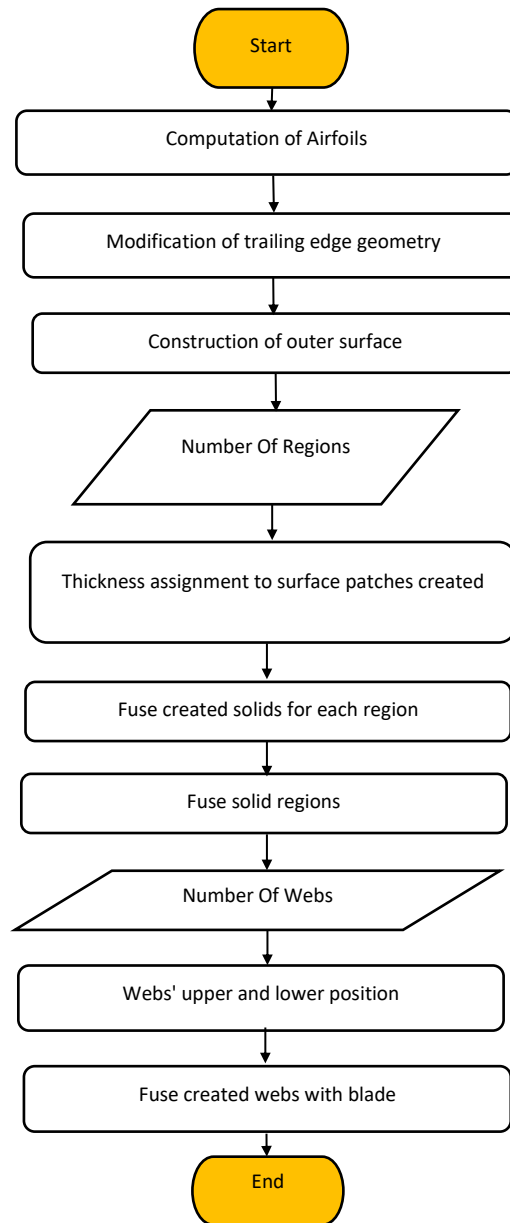 Start
Computation of Airfoils
Modification of trailing edge geometry
Construction of outer surface
Number Of Regions
Thickness assignment to surface patches created
Fuse created solids for each region
Fuse solid regions
Number Of Webs
Webs' upper and lower position
Fuse created webs with blade
End